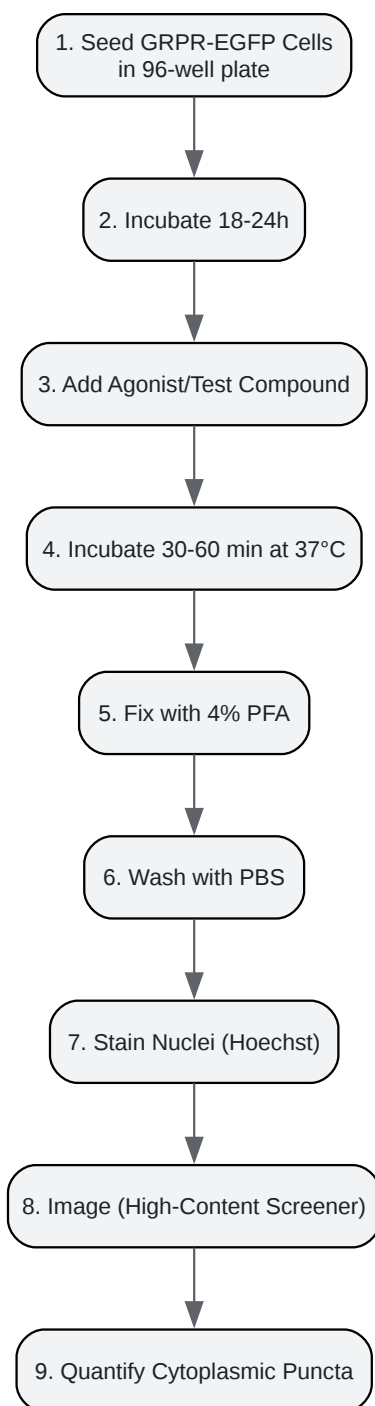 1. Seed GRPR-EGFP Cells
in 96-well plate
2. Incubate 18-24h
3. Add Agonist/Test Compound
4. Incubate 30-60 min at 37°C
5. Fix with 4% PFA
6. Wash with PBS
7. Stain Nuclei (Hoechst)
8. Image (High-Content Screener)
9. Quantify Cytoplasmic Puncta